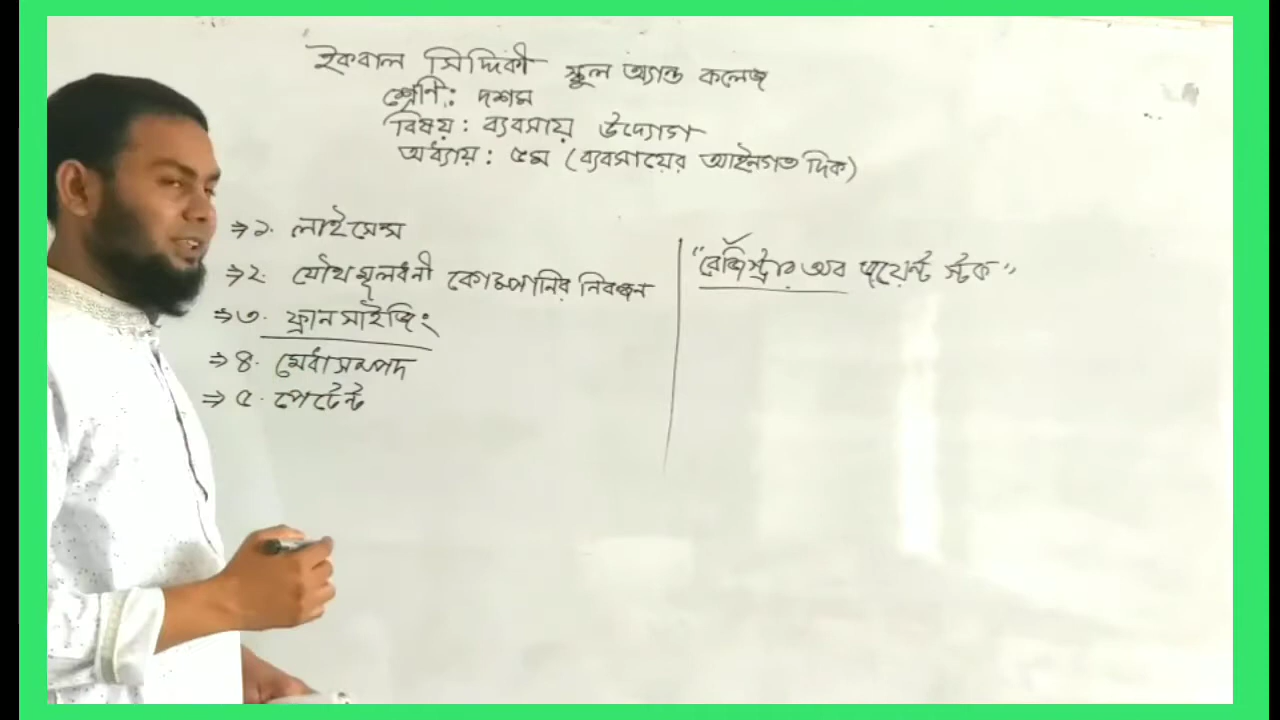 ইকবাল সিদ্দিকী স্কুল অ্যান্ড কলেজ
শ্রেণি: দশম
বিষয়: ব্যবসায় উদ্যোগ
অধ্যায়: ৫ম (ব্যবসায়ের আইনগত দিক)
⇒১. লাইসেন্স
⇒২. যৌথমূলধনী কোম্পানির নিবন্ধন
⇒৩. ফ্রানসাইজিং
⇒৪. মেধাসম্পদ
⇒৫. পেটেন্ট
"রেজিস্ট্রার অব জয়েন্ট স্টক"